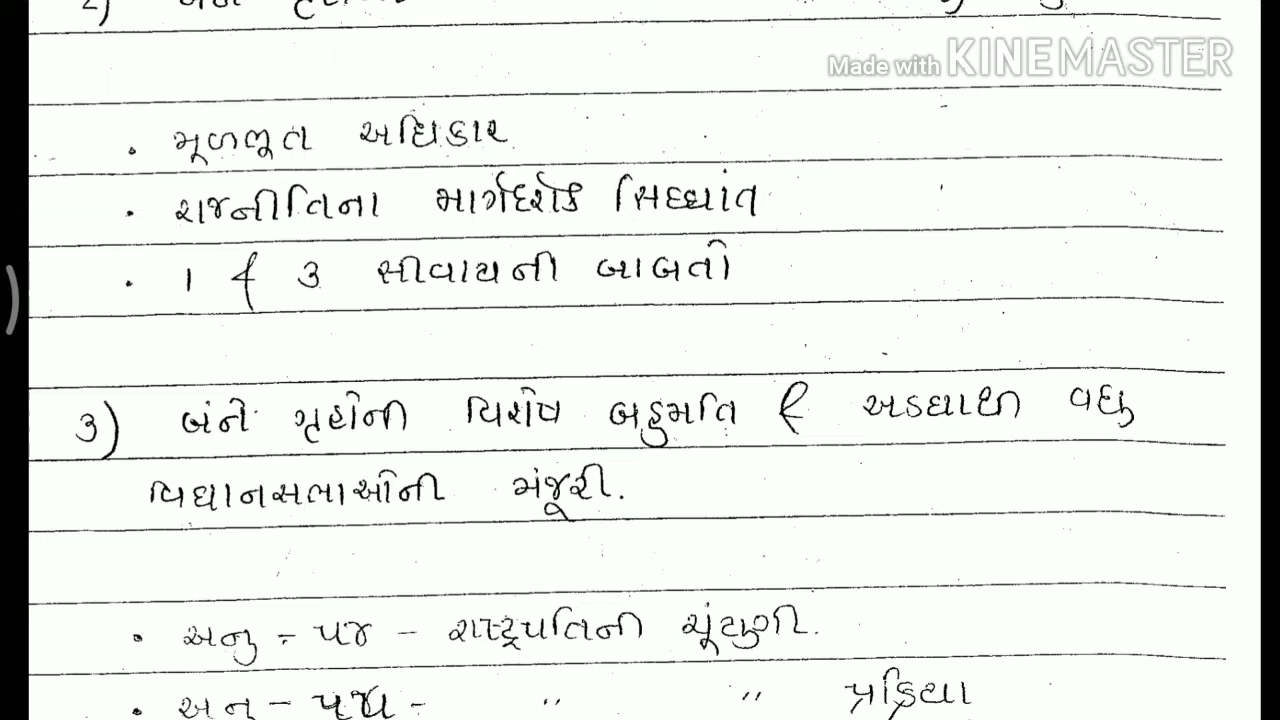 2)
Made with KINEMASTER
• મૂળભૂત અધિકાર
• રાજનીતિના માર્ગદર્શક સિધ્ધાંત
• 1 & 3 સીવાયની બાબતો
3) બંને ગૃહોની વિશેષ બહુમતિ & અડધાથી વધુ
વિધાનસભાઓની મંજૂરી.
• અનુ - ૫૪ - રાષ્ટ્રપતિની ચૂંટણી.
• અનુ - ૫૫ - " " પ્રક્રિયા